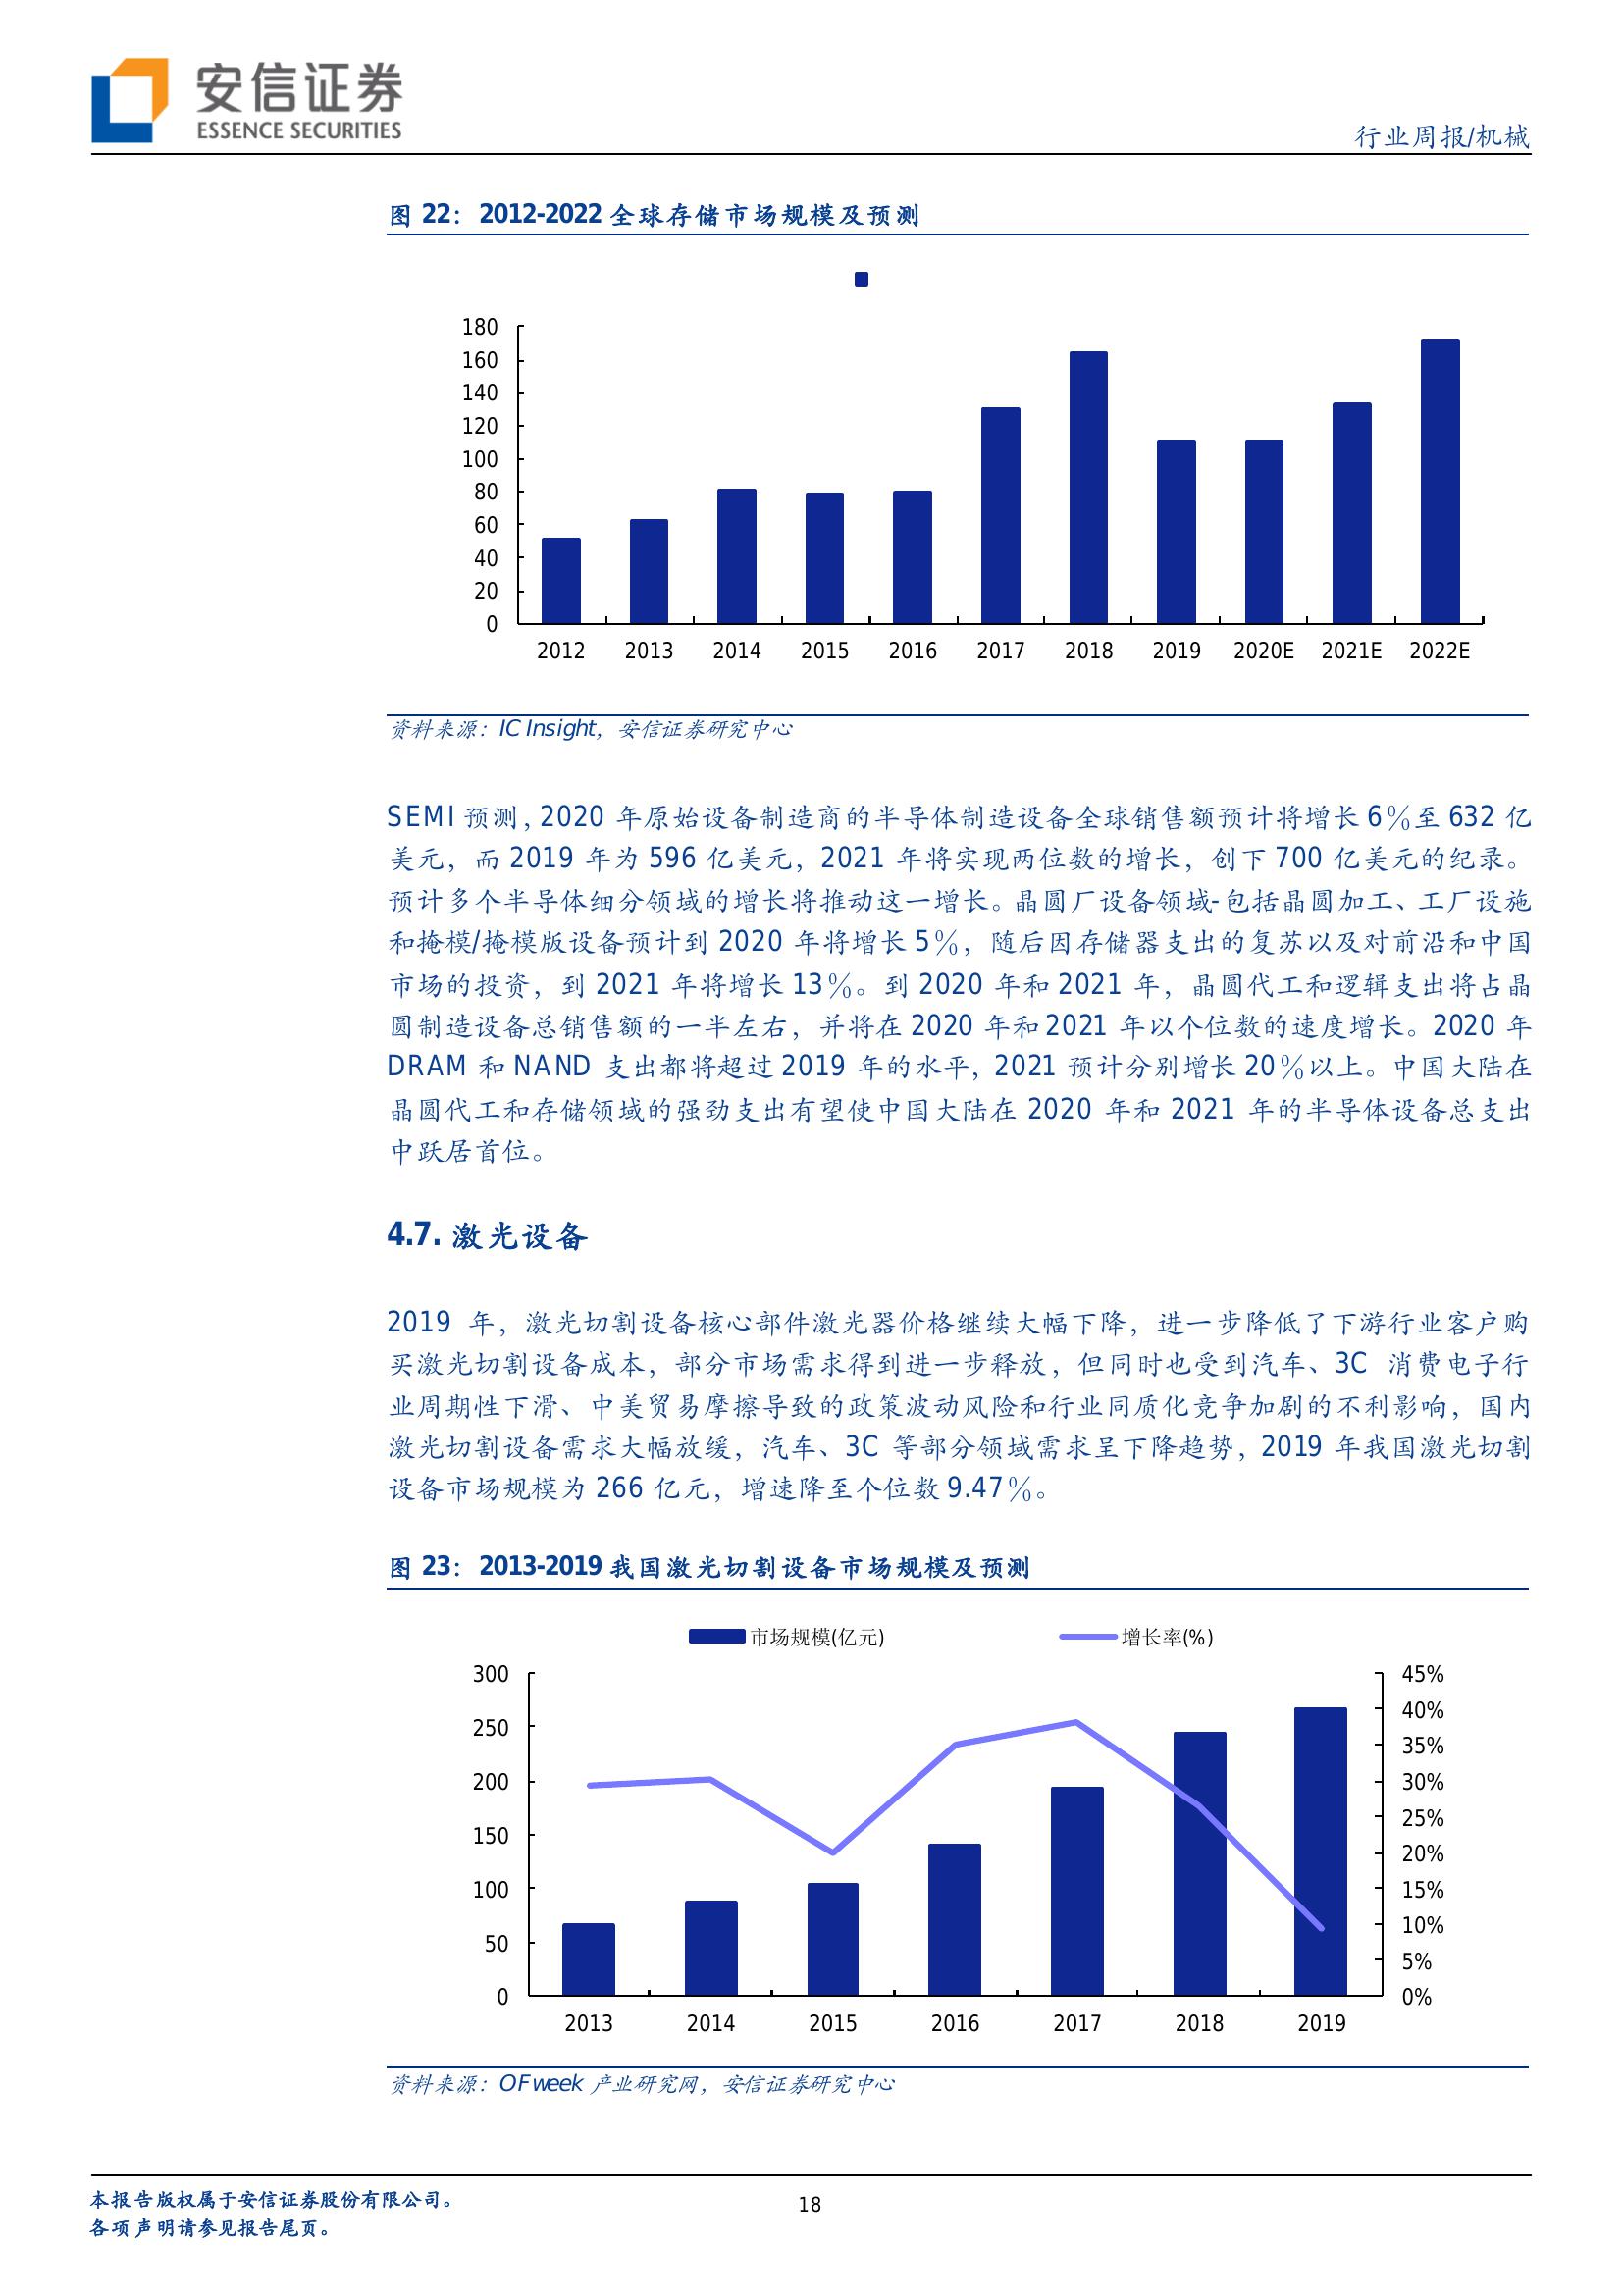 安信证券
ESSENCE SECURITIES
行业周报/机械
图 22： 2012-2022 全球存储市场规模及预测
180
160
140
120
100
80
60
40
20
0
2012 2013 2014 2015 2016 2017 2018 2019 2020E 2021E 2022E
资料来源：IC Insight，安信证券研究中心
SEMI 预测，2020 年原始设备制造商的半导体制造设备全球销售额预计将增长 6％至 632 亿
美元，而 2019 年为 596 亿美元，2021 年将实现两位数的增长，创下 700 亿美元的纪录。
预计多个半导体细分领域的增长将推动这一增长。晶圆厂设备领域-包括晶圆加工、工厂设施
和掩模/掩模版设备预计到 2020 年将增长 5％，随后因存储器支出的复苏以及对前沿和中国
市场的投资，到 2021 年将增长 13％。到 2020 年和 2021 年，晶圆代工和逻辑支出将占晶
圆制造设备总销售额的一半左右，并将在 2020 年和 2021 年以个位数的速度增长。2020 年
DRAM 和 NAND 支出都将超过 2019 年的水平，2021 预计分别增长 20％以上。中国大陆在
晶圆代工和存储领域的强劲支出有望使中国大陆在 2020 年和 2021 年的半导体设备总支出
中跃居首位。
4.7. 激光设备
2019 年，激光切割设备核心部件激光器价格继续大幅下降，进一步降低了下游行业客户购
买激光切割设备成本，部分市场需求得到进一步释放，但同时也受到汽车、3C 消费电子行
业周期性下滑、中美贸易摩擦导致的政策波动风险和行业同质化竞争加剧的不利影响，国内
激光切割设备需求大幅放缓，汽车、3C 等部分领域需求呈下降趋势，2019 年我国激光切割
设备市场规模为 266 亿元，增速降至个位数 9.47％。
图 23： 2013-2019 我国激光切割设备市场规模及预测
市场规模(亿元) 增长率(%)
300 45%
250 40%
200 35%
150 30%
100 25%
50 20%
0 15%
10%
5%
0%
2013 2014 2015 2016 2017 2018 2019
资料来源：OFweek 产业研究网，安信证券研究中心
本报告版权属于安信证券股份有限公司。
各项声明请参见报告尾页。
18